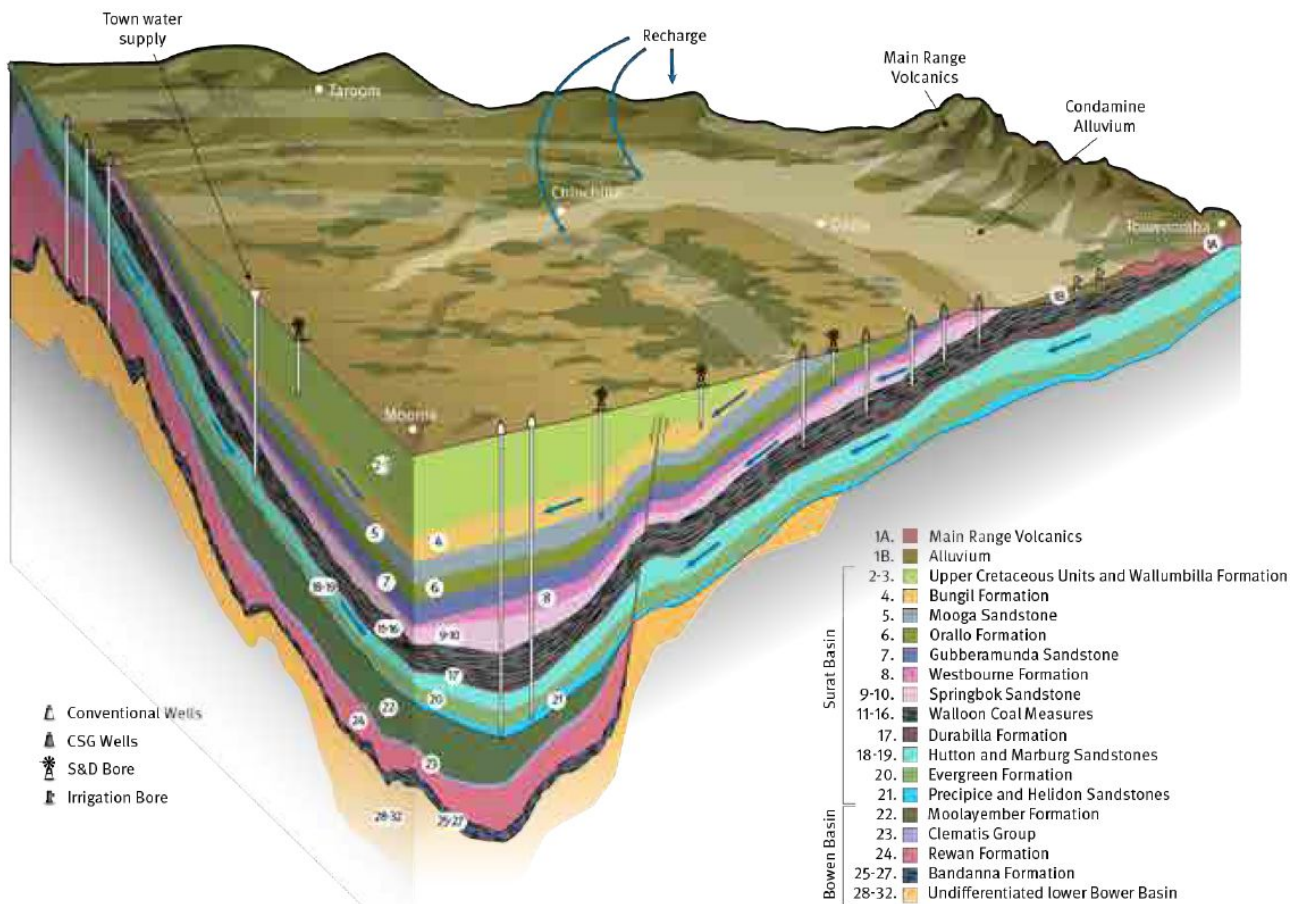 Town water
supply
Recharge
Main Range
Volcanics
Condamine
Alluvium
Taroom
Chinchilla
Toowoomba
Moonie
1A
1B
4
5
6
7
8
9-10
11-16
17
18-19
20
21
22
23
24
25-27
28-32
Conventional Wells
CSG Wells
S&D Bore
Irrigation Bore
1A. Main Range Volcanics
1B. Alluvium
Surat Basin
2-3. Upper Cretaceous Units and Wallumbilla Formation
4. Bungil Formation
5. Mooga Sandstone
6. Orallo Formation
7. Gubberamunda Sandstone
8. Westbourne Formation
9-10. Springbok Sandstone
11-16. Walloon Coal Measures
17. Durabilla Formation
18-19. Hutton and Marburg Sandstones
20. Evergreen Formation
21. Precipice and Helidon Sandstones
Bowen Basin
22. Moolayember Formation
23. Clematis Group
24. Rewan Formation
25-27. Bandanna Formation
28-32. Undifferentiated lower Bower Basin